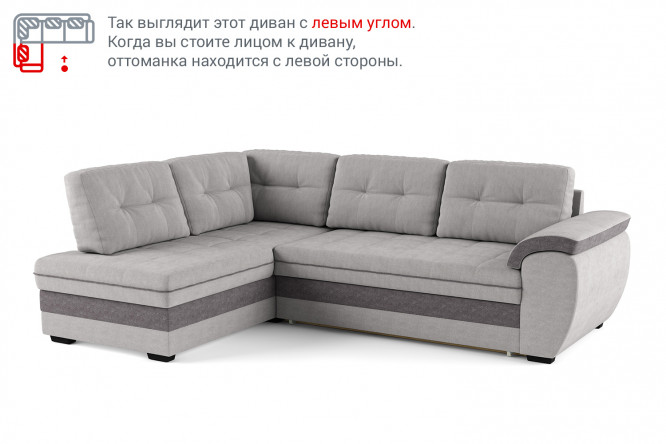 Так выглядит этот диван с левым углом.
Когда вы стоите лицом к дивану,
оттоманка находится с левой стороны.